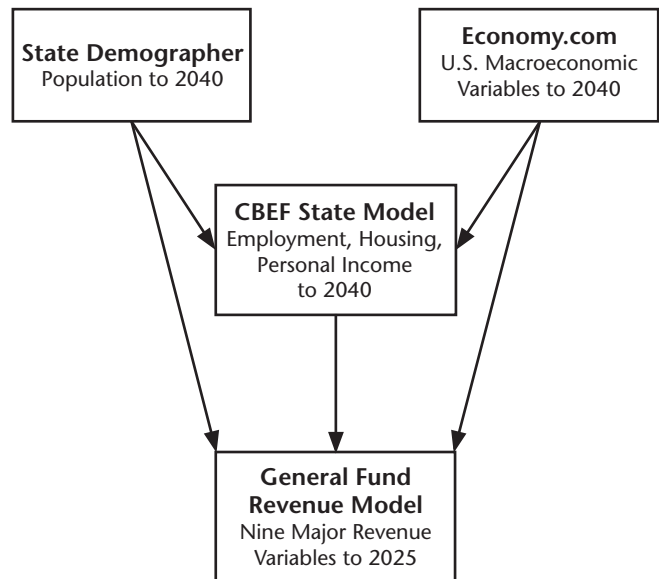 State Demographer
Population to 2040
Economy.com
U.S. Macroeconomic
Variables to 2040
CBEF State Model
Employment, Housing,
Personal Income
to 2040
General Fund
Revenue Model
Nine Major Revenue
Variables to 2025